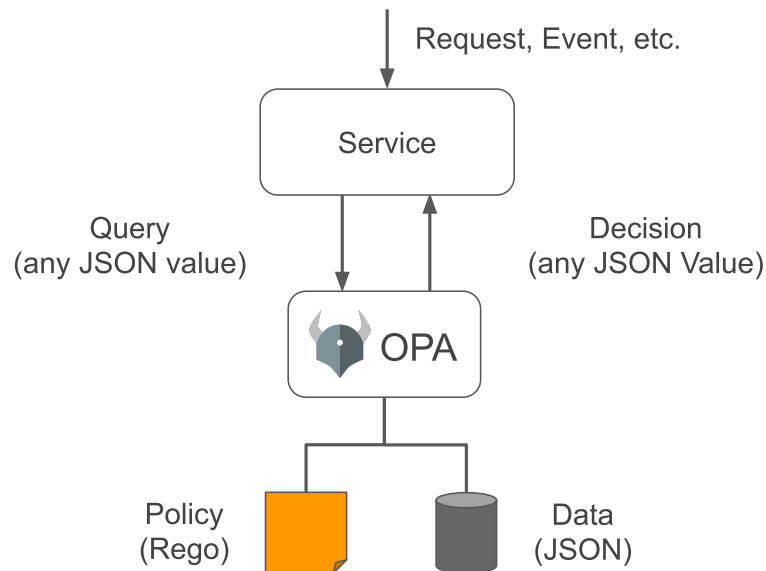 Request, Event, etc.
Service
Query
(any JSON value)
Decision
(any JSON Value)
OPA
Policy
(Rego)
Data
(JSON)